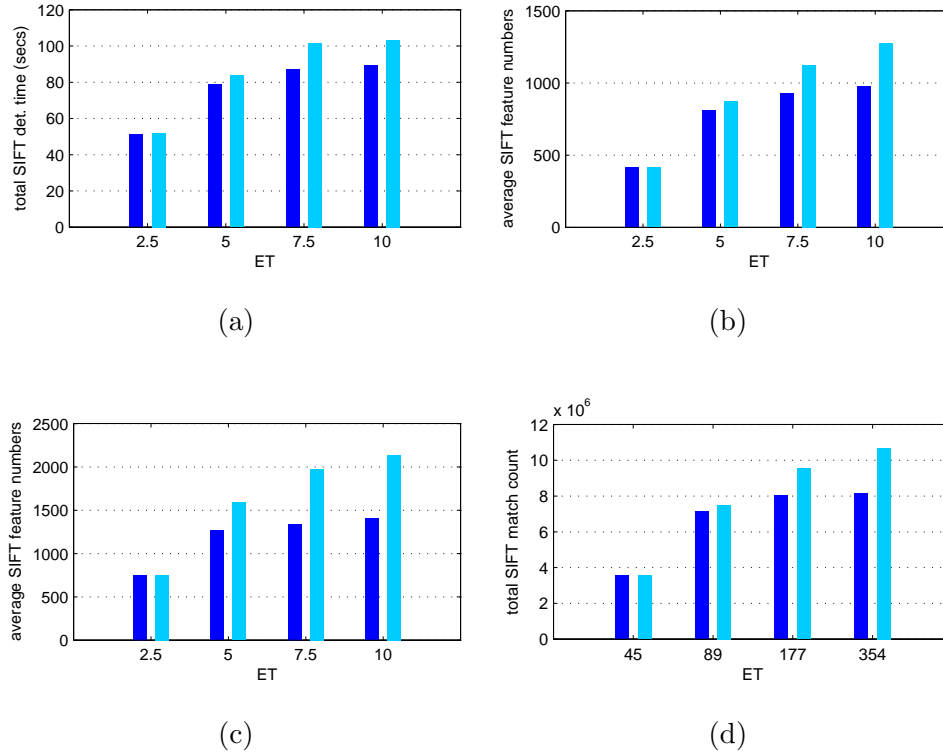 120
100
80
60
40
20
0
total SIFT det. time (secs)
2.5 5 7.5 10
ET
(a)
1500
1000
500
0
average SIFT feature numbers
2.5 5 7.5 10
ET
(b)
2500
2000
1500
1000
500
0
average SIFT feature numbers
2.5 5 7.5 10
ET
(c)
x 10^6
12
10
8
6
4
2
0
total SIFT match count
45 89 177 354
ET
(d)